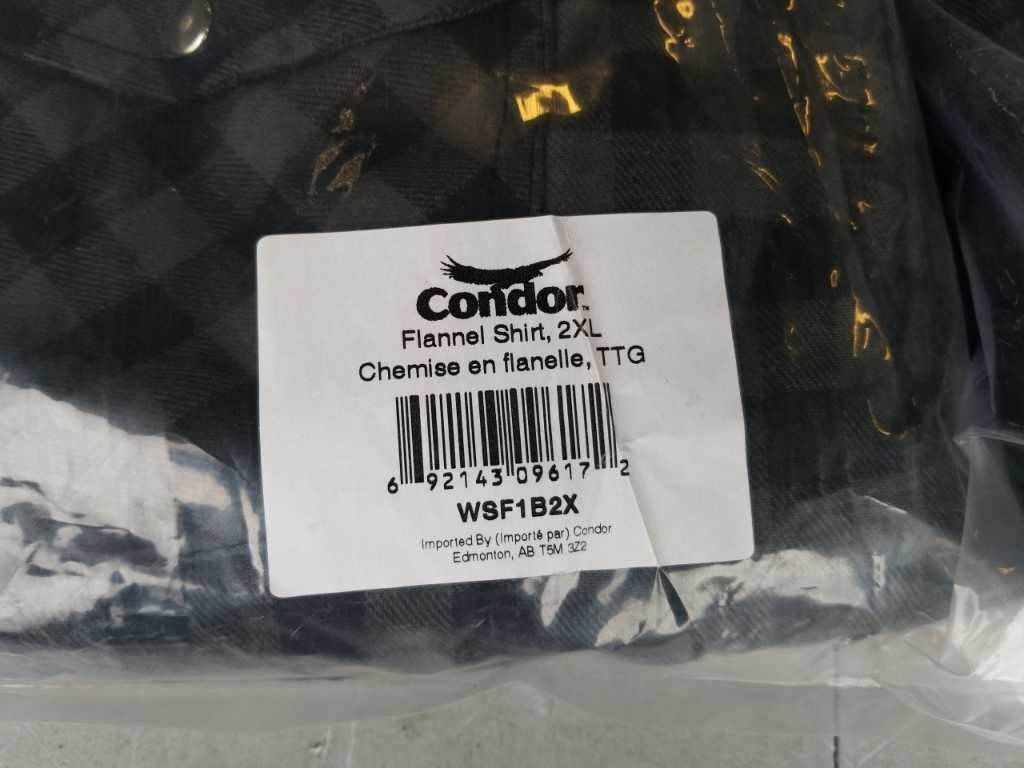 Condor™
Flannel Shirt, 2XL
Chemise en flanelle, TTG
6 92143 09617 2
WSF1B2X
Imported By (Importé par) Condor
Edmonton, AB T5M 3Z2